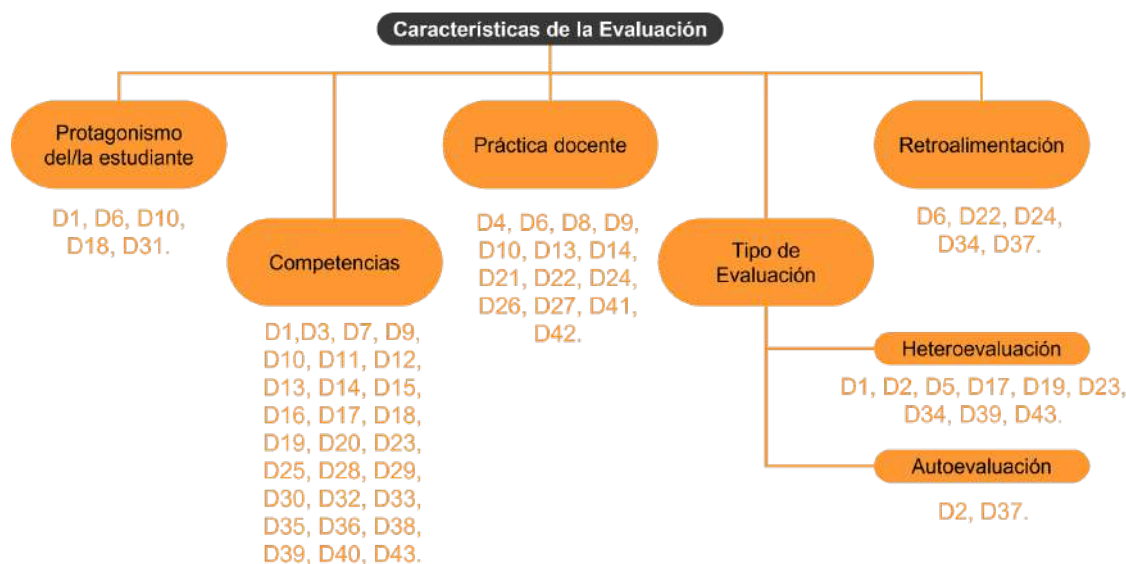 Características de la Evaluación
Protagonismo
del/la estudiante
D1, D6, D10,
D18, D31.
Competencias
D1,D3, D7, D9,
D10, D11, D12,
D13, D14, D15,
D16, D17, D18,
D19, D20, D23,
D25, D28, D29,
D30, D32, D33,
D35, D36, D38,
D39, D40, D43.
Práctica docente
D4, D6, D8, D9,
D10, D13, D14,
D21, D22, D24,
D26, D27, D41,
D42.
Tipo de
Evaluación
Heteroevaluación
D1, D2, D5, D17, D19, D23,
D34, D39, D43.
Autoevaluación
D2, D37.
Retroalimentación
D6, D22, D24,
D34, D37.